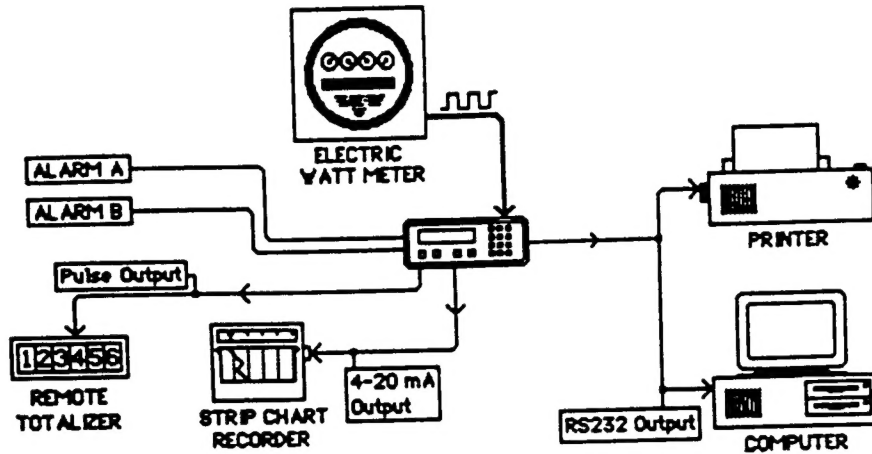 ELECTRIC
WATT METER
ALARM A
ALARM B
PRINTER
Pulse Output
123456
REMOTE
TOTALIZER
STRIP CHART
RECORDER
4-20 mA
Output
RS232 Output
COMPUTER